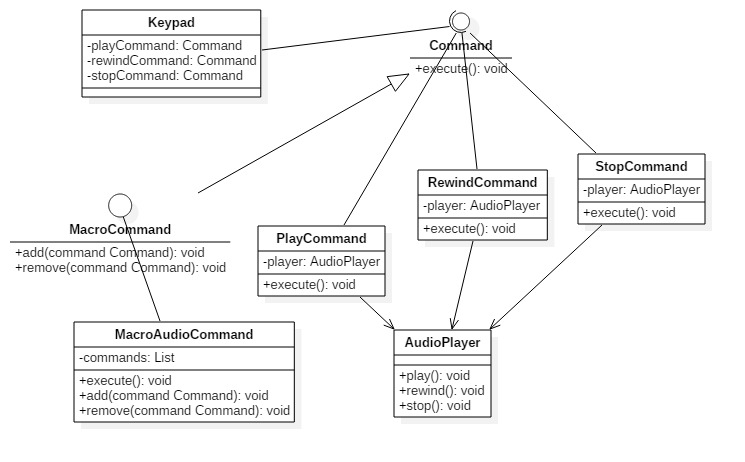 Keypad
-playCommand: Command
-rewindCommand: Command
-stopCommand: Command
Command
+execute(): void
MacroCommand
+add(command Command): void
+remove(command Command): void
PlayCommand
-player: AudioPlayer
+execute(): void
RewindCommand
-player: AudioPlayer
+execute(): void
StopCommand
-player: AudioPlayer
+execute(): void
MacroAudioCommand
-commands: List
+execute(): void
+add(command Command): void
+remove(command Command): void
AudioPlayer
+play(): void
+rewind(): void
+stop(): void